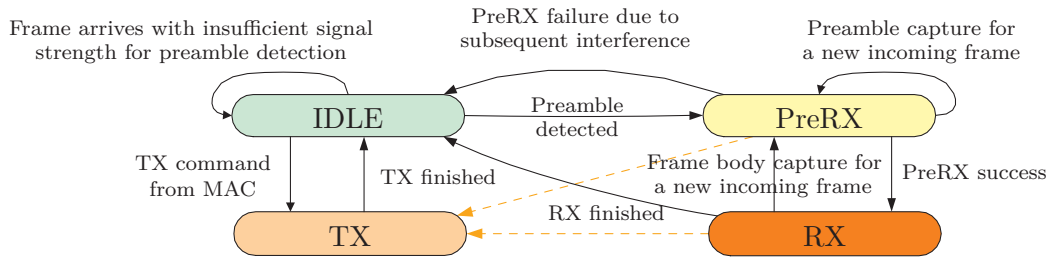 Frame arrives with insufficient signal
strength for preamble detection
PreRX failure due to
subsequent interference
Preamble capture for
a new incoming frame
IDLE
Preamble
detected
PreRX
TX command
from MAC
TX finished
Frame body capture for
a new incoming frame
PreRX success
RX finished
TX
RX